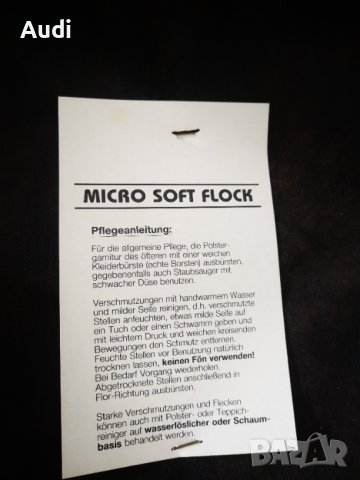 Audi
MICRO SOFT FLOCK
Pflegeanleitung:
Für die allgemeine Pflege, die Polster-
garnitur des öfteren mit einer weichen
Kleiderbürste (echte Borsten) ausbürsten,
gegebenenfalls auch Staubsauger mit
schwacher Düse benutzen.
Verschmutzungen mit handwarmem Wasser
und milder Seife reinigen, d.h. verschmutzte
Stellen anfeuchten, etwas milde Seife auf
ein Tuch oder einen Schwamm geben und
mit leichtem Druck und weichen kreisenden
Bewegungen den Schmutz entfernen.
Feuchte Stellen vor Benutzung natürlich
trocknen lassen, keinen Fön verwenden!
Bei Bedarf Vorgang wiederholen.
Abgetrocknete Stellen anschließend in
Flor-Richtung ausbürsten.
Starke Verschmutzungen und Flecken
können auch mit Polster- oder Teppich-
reiniger auf wasserlöslicher oder Schaum-
basis behandelt werden.
BAZAR